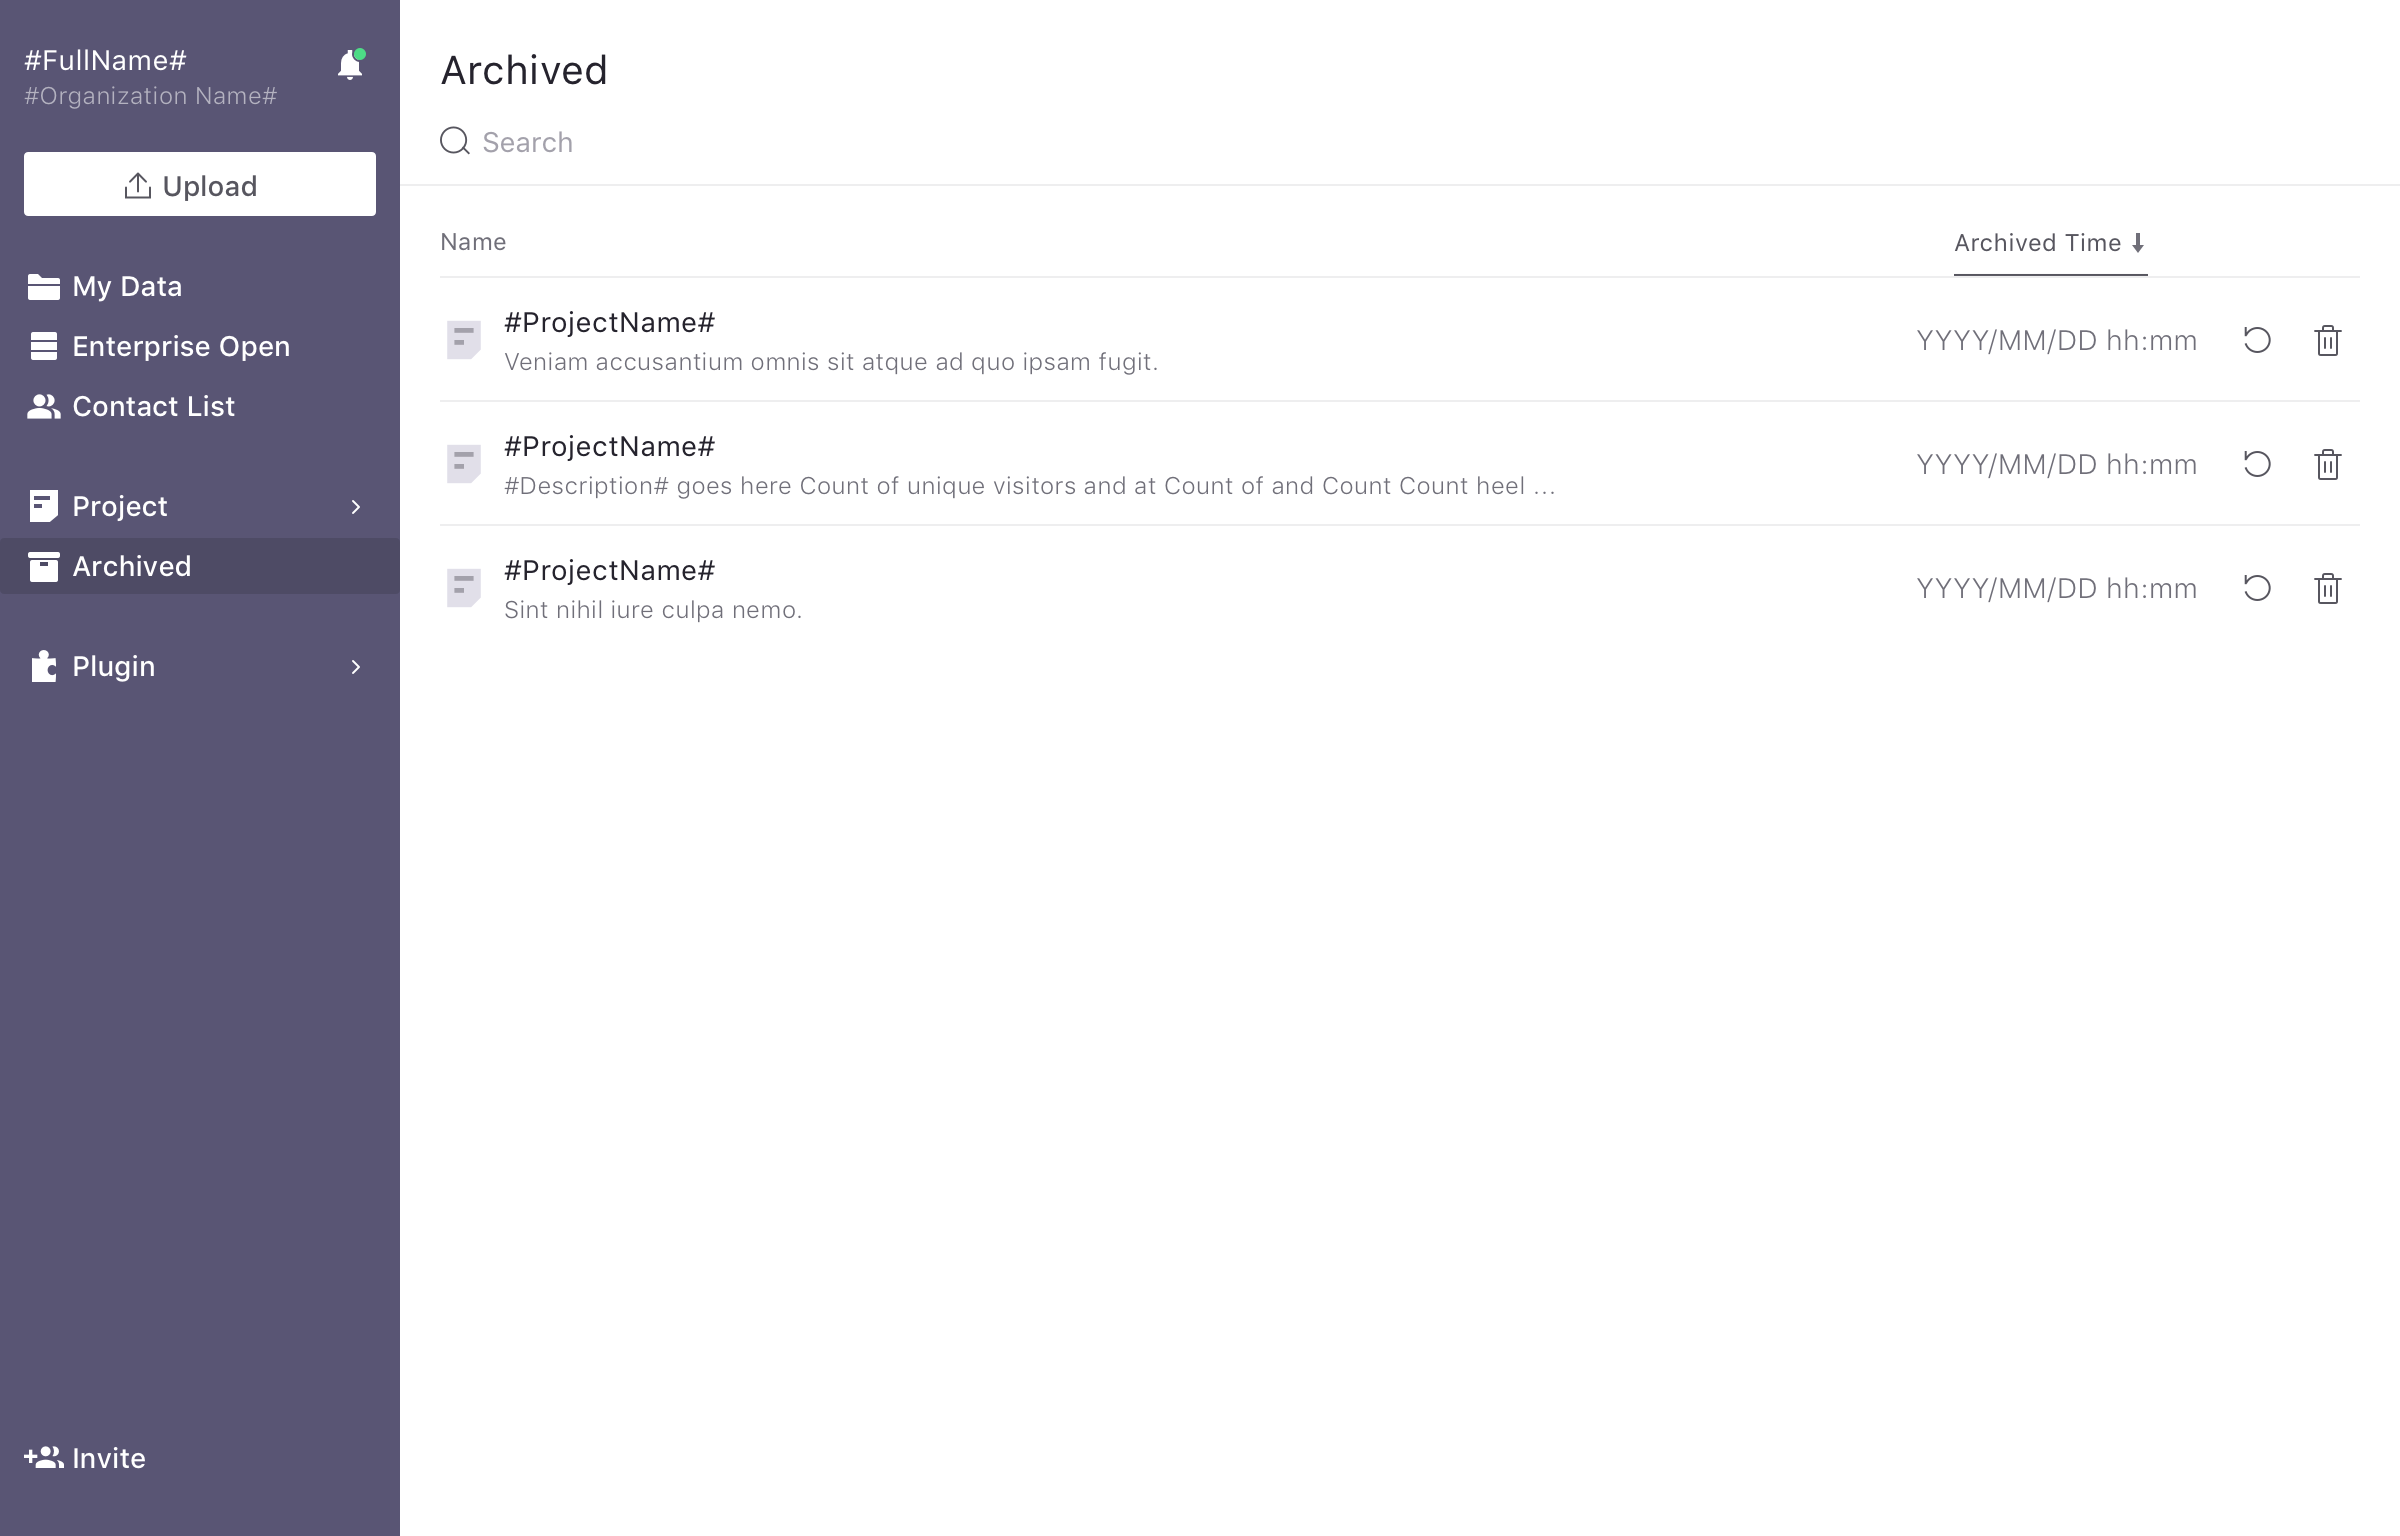 #FullName#
#Organization Name#
Upload
My Data
Enterprise Open
Contact List
Project
Archived
Plugin
Invite
Archived
Search
Name
Archived Time
#ProjectName#
Veniam accusantium omnis sit atque ad quo ipsam fugit.
YYYY/MM/DD hh:mm
#ProjectName#
#Description# goes here Count of unique visitors and at Count of and Count Count heel ...
YYYY/MM/DD hh:mm
#ProjectName#
Sint nihil iure culpa nemo.
YYYY/MM/DD hh:mm